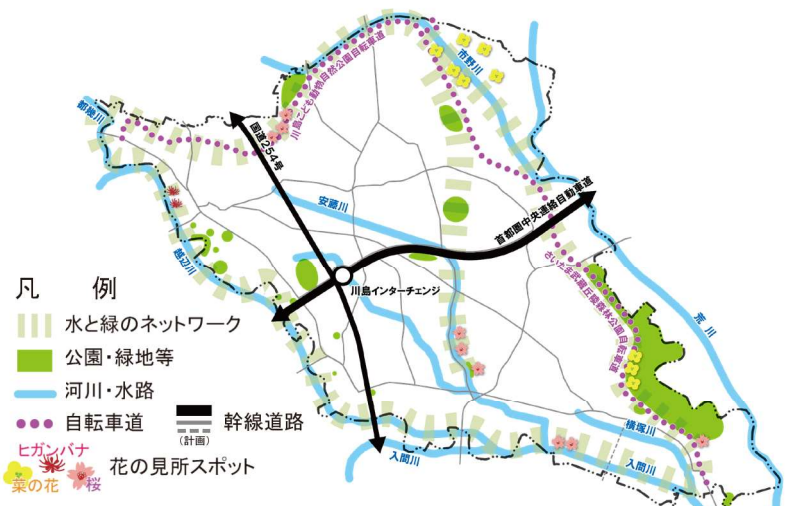 市野川
川島こども動物自然公園自転車道
都幾川
国道254号
安藤川
首都圏中央連絡自動車道
越辺川
川島インターチェンジ
さいたま武蔵丘陵森林公園自転車道
荒川
横塚川
入間川
入間川
凡 例
水と緑のネットワーク
公園・緑地等
河川・水路
自転車道
幹線道路
(計画)
ヒガンバナ
菜の花
桜
花の見所スポット